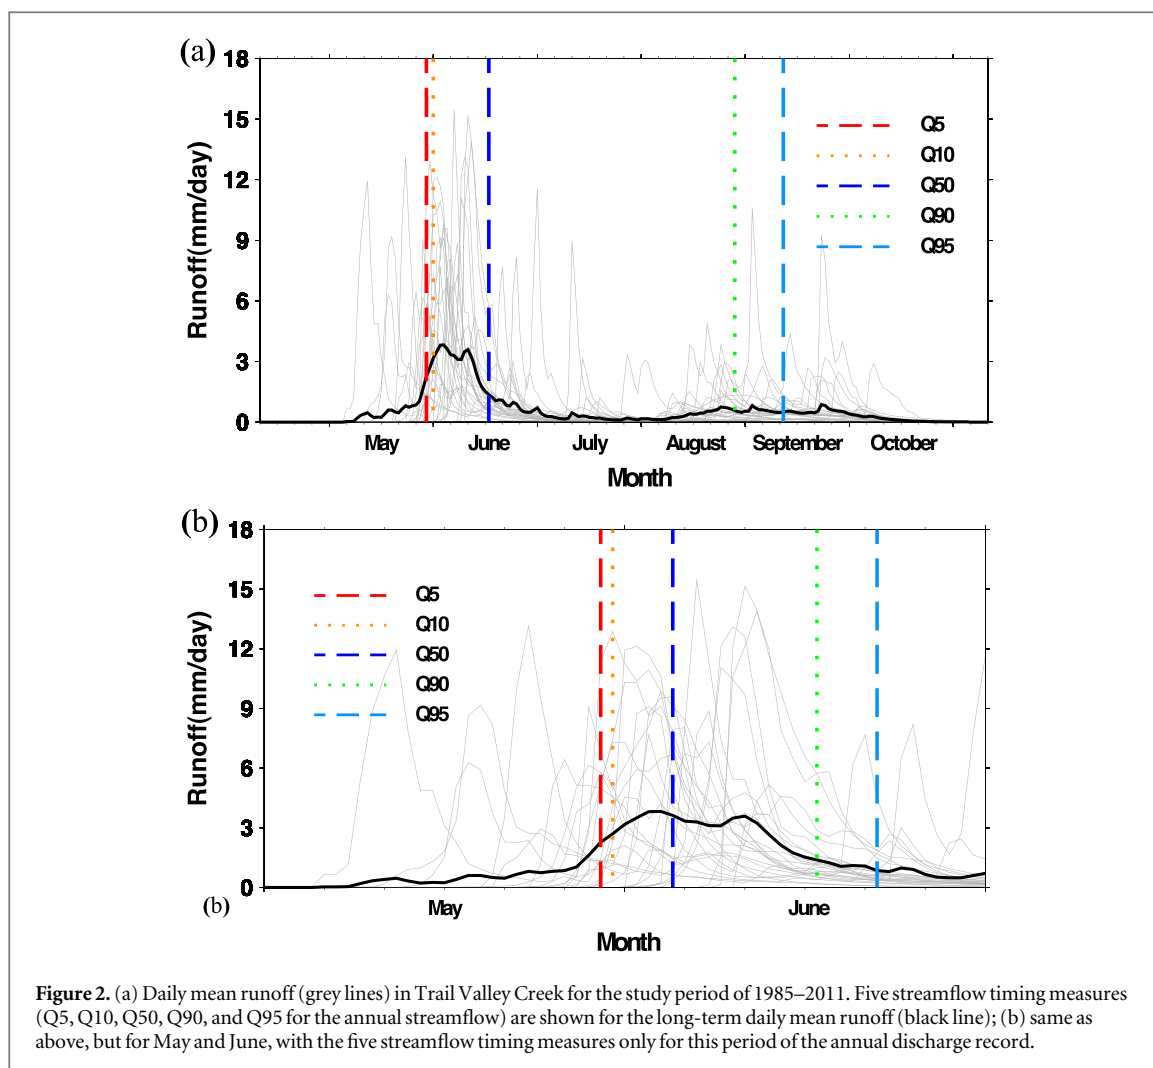 (a)
18
15
12
9
6
3
0
Runoff(mm/day)
Q5
Q10
Q50
Q90
Q95
May June July August September October
Month
(b)
18
15
12
9
6
3
0
Runoff(mm/day)
Q5
Q10
Q50
Q90
Q95
(b)
May June
Month
Figure 2. (a) Daily mean runoff (grey lines) in Trail Valley Creek for the study period of 1985–2011. Five streamflow timing measures
(Q5, Q10, Q50, Q90, and Q95 for the annual streamflow) are shown for the long-term daily mean runoff (black line); (b) same as
above, but for May and June, with the five streamflow timing measures only for this period of the annual discharge record.